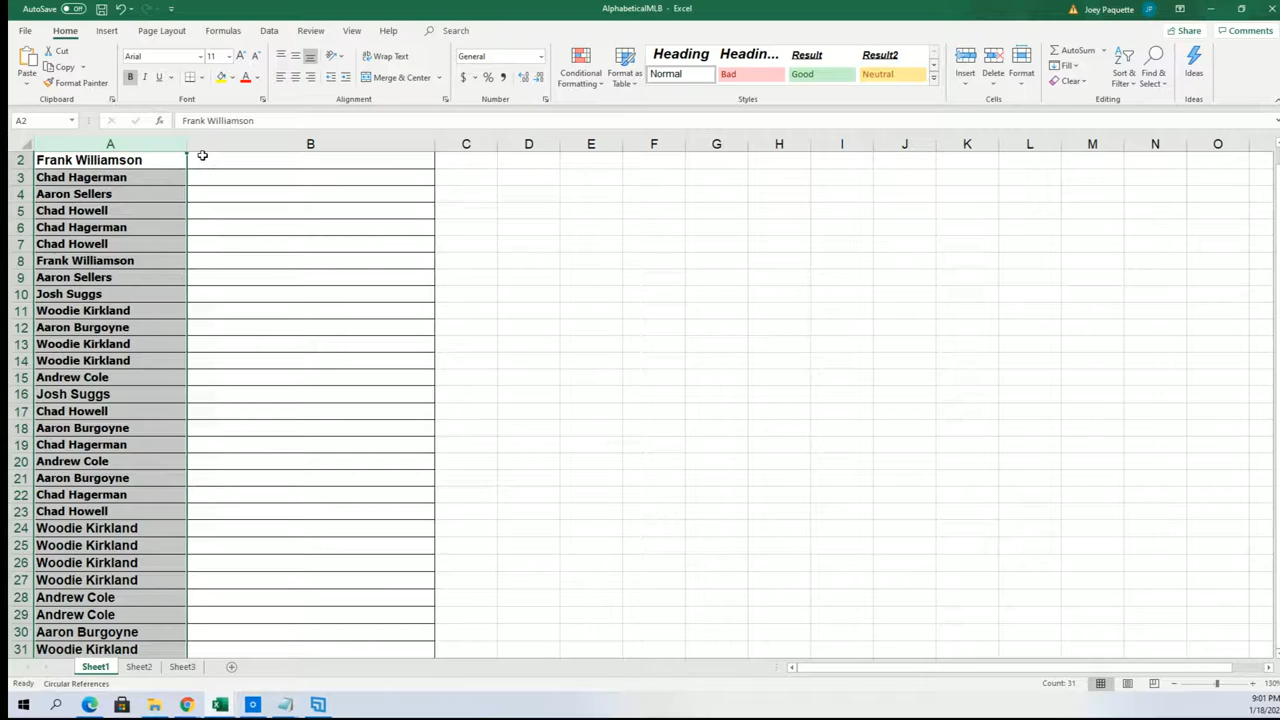 AutoSave Off AlphabeticalMLB - Excel Joey Paquette JP
File Home Insert Page Layout Formulas Data Review View Help Search Share Comments
Paste Cut Copy Format Painter Clipboard
Arial 11 A A B I U A Font
Wrap Text Merge & Center Alignment
General $ % , Number
Conditional Formatting Format as Table
Heading Headin... Result Result2
Normal Bad Good Neutral
Styles
Insert Delete Format Cells
AutoSum Fill Clear Sort & Filter Find & Select Editing
Ideas Ideas
A2 fx Frank Williamson
A B C D E F G H I J K L M N O
2 Frank Williamson
3 Chad Hagerman
4 Aaron Sellers
5 Chad Howell
6 Chad Hagerman
7 Chad Howell
8 Frank Williamson
9 Aaron Sellers
10 Josh Suggs
11 Woodie Kirkland
12 Aaron Burgoyne
13 Woodie Kirkland
14 Woodie Kirkland
15 Andrew Cole
16 Josh Suggs
17 Chad Howell
18 Aaron Burgoyne
19 Chad Hagerman
20 Andrew Cole
21 Aaron Burgoyne
22 Chad Hagerman
23 Chad Howell
24 Woodie Kirkland
25 Woodie Kirkland
26 Woodie Kirkland
27 Woodie Kirkland
28 Andrew Cole
29 Andrew Cole
30 Aaron Burgoyne
31 Woodie Kirkland
Sheet1 Sheet2 Sheet3
Ready Circular References Count: 31 130%
9:01 PM
1/18/202